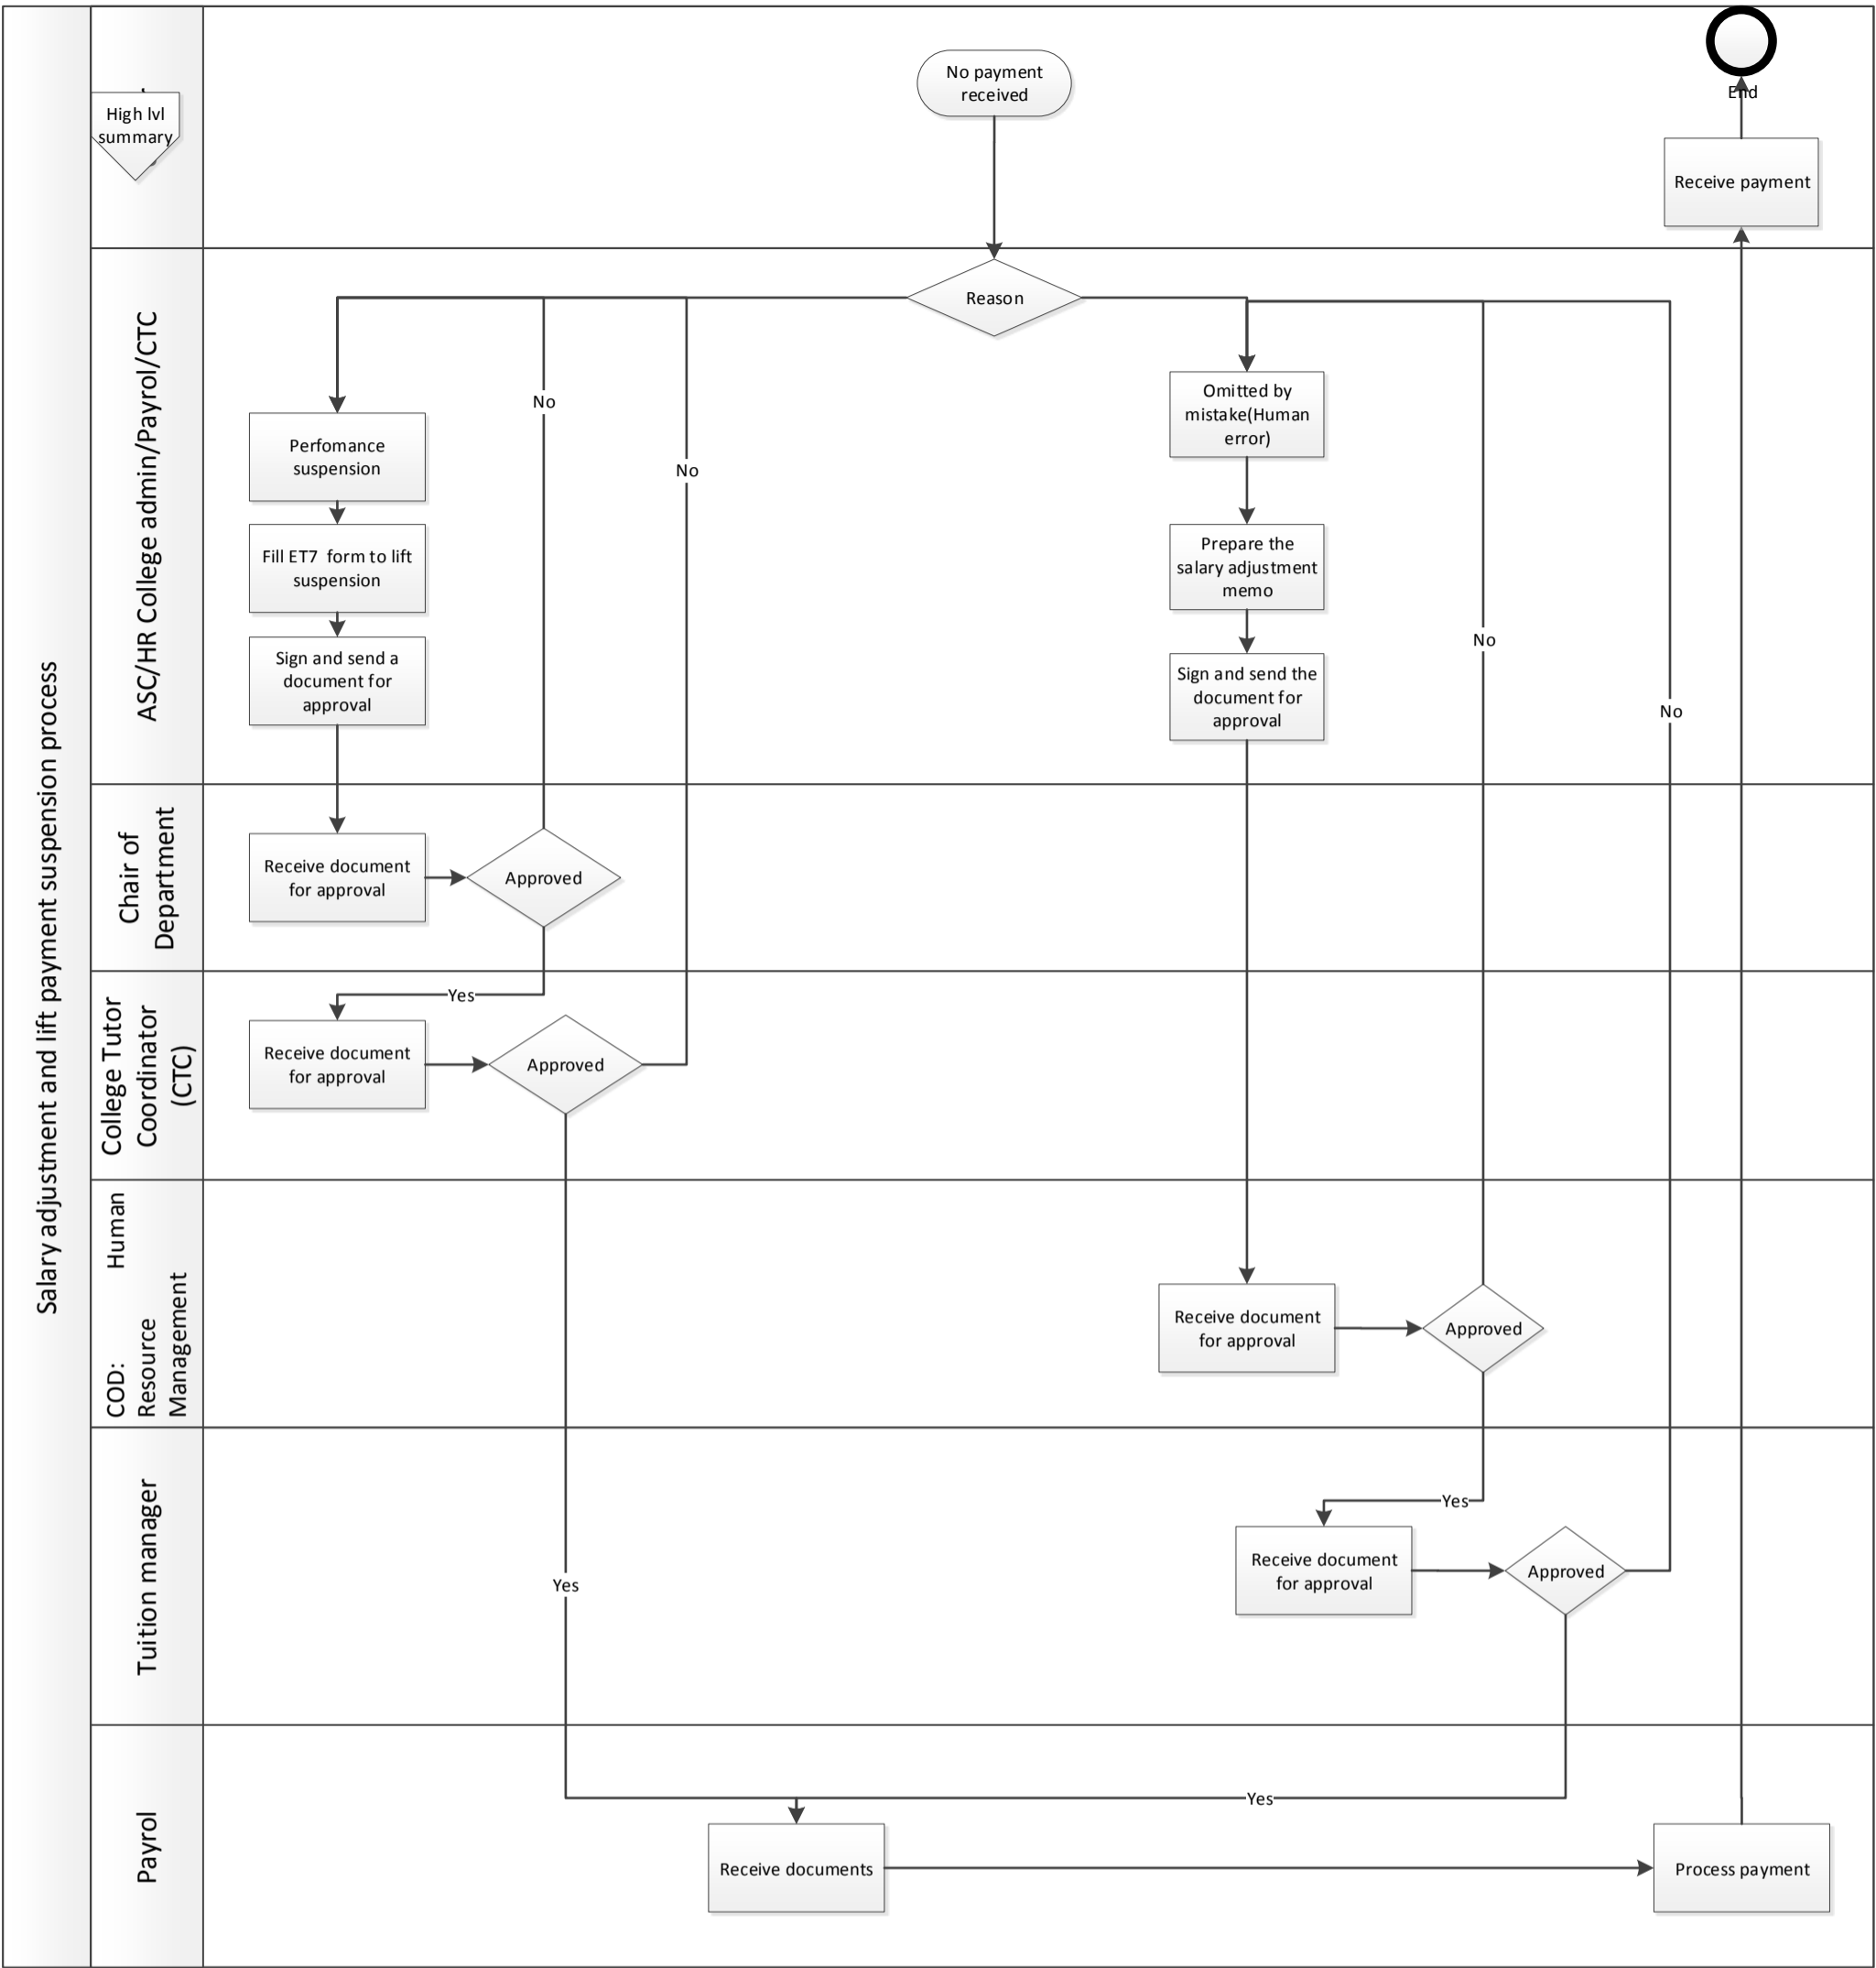 Salary adjustment and lift payment suspension process
High lvl
summary
No payment
received
End
Receive payment
ASC/HR College admin/Payrol/CTC
Reason
Perfomance
suspension
Fill ET7  form to lift
suspension
Sign and send a
document for
approval
No
No
Omitted by
mistake(Human
error)
Prepare the
salary adjustment
memo
Sign and send the
document for
approval
No
No
Chair of
Department
Receive document
for approval
Approved
College Tutor
Coordinator
(CTC)
Yes
Receive document
for approval
Approved
COD: Human
Resource
Management
Receive document
for approval
Approved
Tuition manager
Yes
Receive document
for approval
Approved
Yes
Payrol
Yes
Receive documents
Process payment